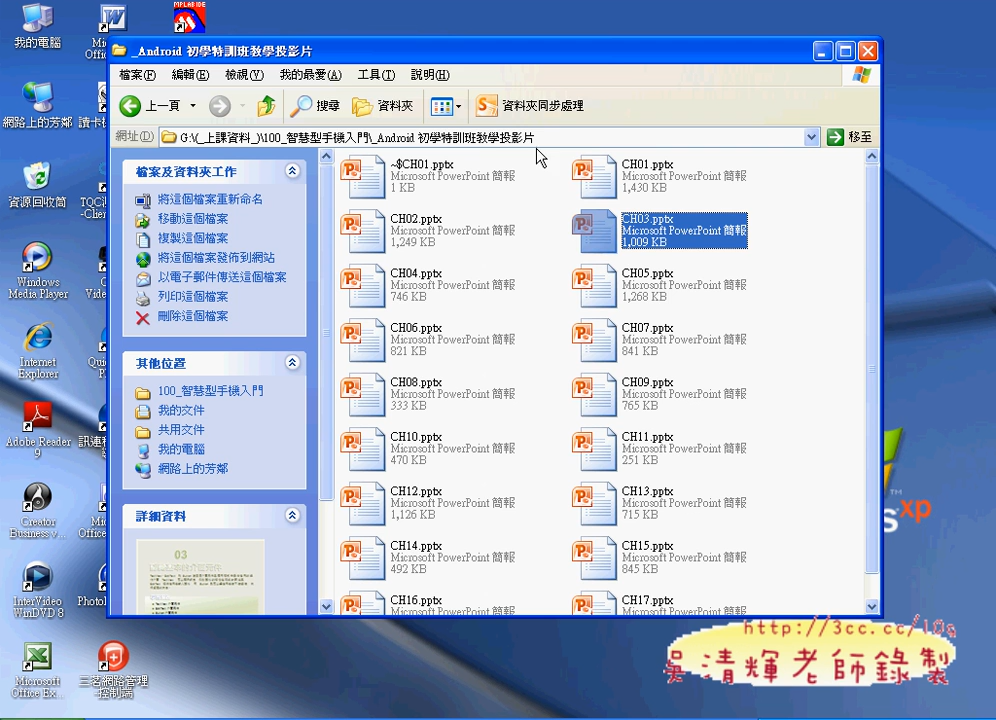 我的電腦
網路上的芳鄰
資源回收筒
Windows
Media Player
Internet
Explorer
Adobe Reader
9
Creator
Business v...
InterVideo
WinDVD 8
Microsoft
Office Ex...
三茗網路管理
控制端
MPLAB IDE
_Android 初學特訓班教學投影片
檔案(F) 編輯(E) 檢視(V) 我的最愛(A) 工具(T) 說明(H)
上一頁 搜尋 資料夾 資料夾同步處理
網址(D) G:\(_上課資料_)\100_智慧型手機入門\_Android 初學特訓班教學投影片 移至
檔案及資料夾工作
將這個檔案重新命名
移動這個檔案
複製這個檔案
將這個檔案發佈到網站
以電子郵件傳送這個檔案
列印這個檔案
刪除這個檔案
其他位置
100_智慧型手機入門
我的文件
共用文件
我的電腦
網路上的芳鄰
詳細資料
03
~$CH01.pptx
Microsoft PowerPoint 簡報
1 KB
CH01.pptx
Microsoft PowerPoint 簡報
1,430 KB
CH02.pptx
Microsoft PowerPoint 簡報
1,249 KB
CH03.pptx
Microsoft PowerPoint 簡報
1,009 KB
CH04.pptx
Microsoft PowerPoint 簡報
746 KB
CH05.pptx
Microsoft PowerPoint 簡報
1,268 KB
CH06.pptx
Microsoft PowerPoint 簡報
821 KB
CH07.pptx
Microsoft PowerPoint 簡報
841 KB
CH08.pptx
Microsoft PowerPoint 簡報
333 KB
CH09.pptx
Microsoft PowerPoint 簡報
765 KB
CH10.pptx
Microsoft PowerPoint 簡報
470 KB
CH11.pptx
Microsoft PowerPoint 簡報
251 KB
CH12.pptx
Microsoft PowerPoint 簡報
1,126 KB
CH13.pptx
Microsoft PowerPoint 簡報
715 KB
CH14.pptx
Microsoft PowerPoint 簡報
492 KB
CH15.pptx
Microsoft PowerPoint 簡報
845 KB
CH16.pptx
Microsoft PowerPoint 簡報
CH17.pptx
Microsoft PowerPoint 簡報
xp
http://3cc.cc/10a
吳清輝老師錄製